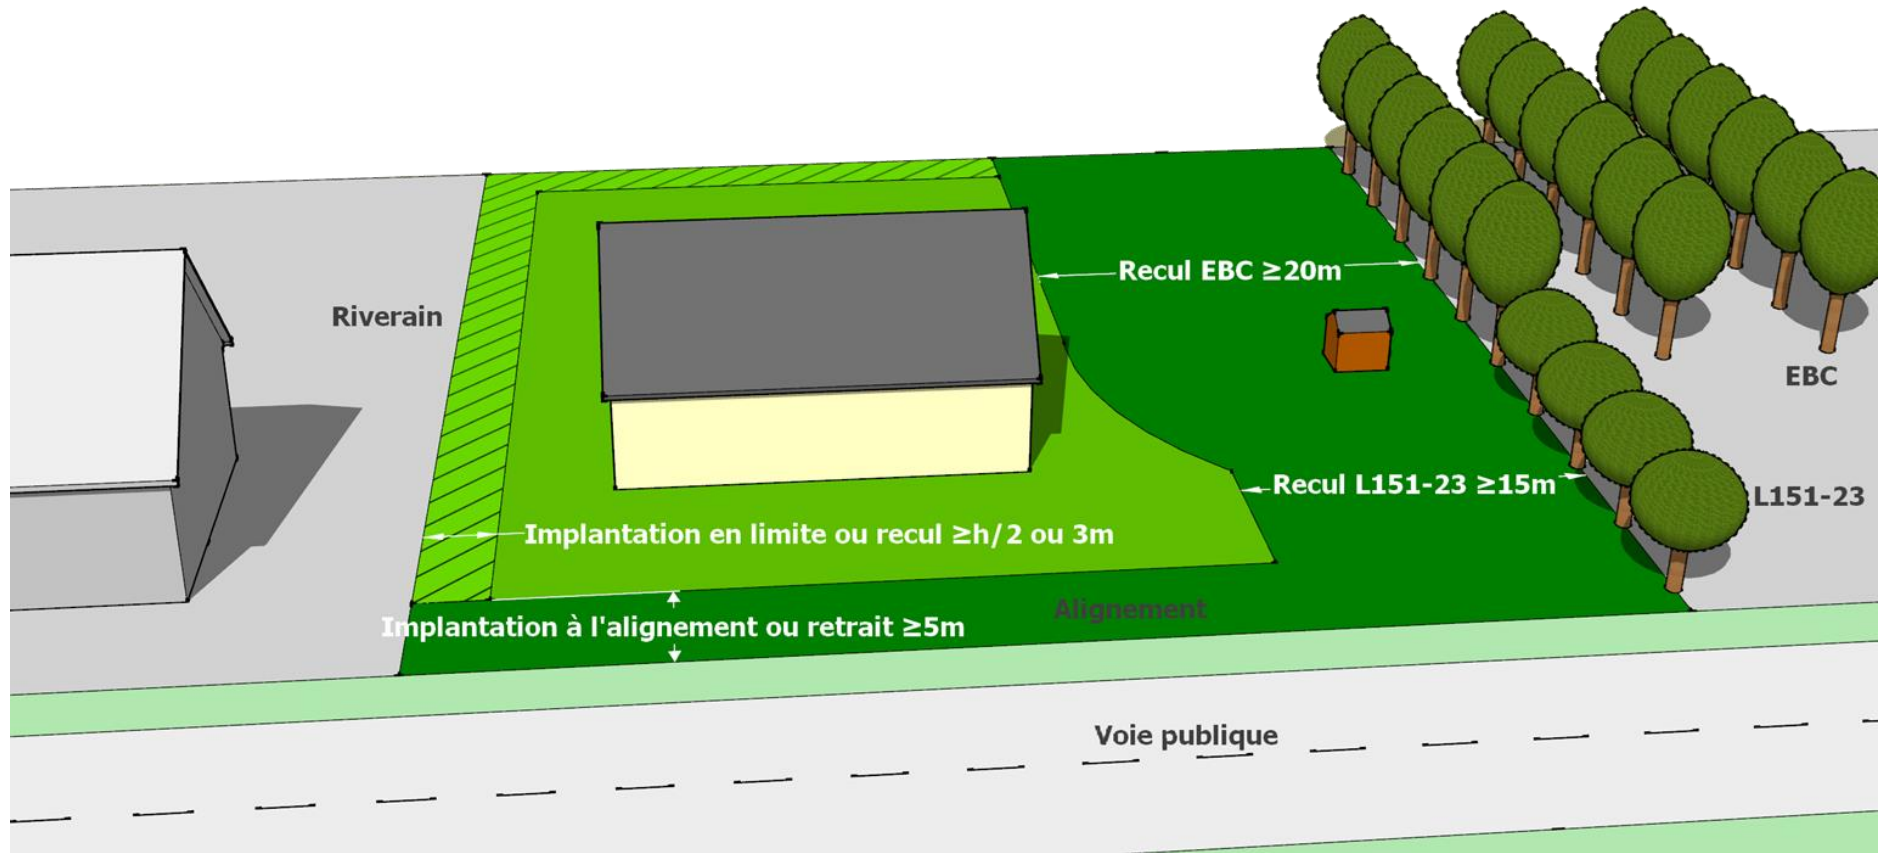 Recul EBC ≥20m
Riverain
EBC
Recul L151-23 ≥15m
L151-23
Implantation en limite ou recul ≥h/2 ou 3m
Alignement
Implantation à l'alignement ou retrait ≥5m
Voie publique